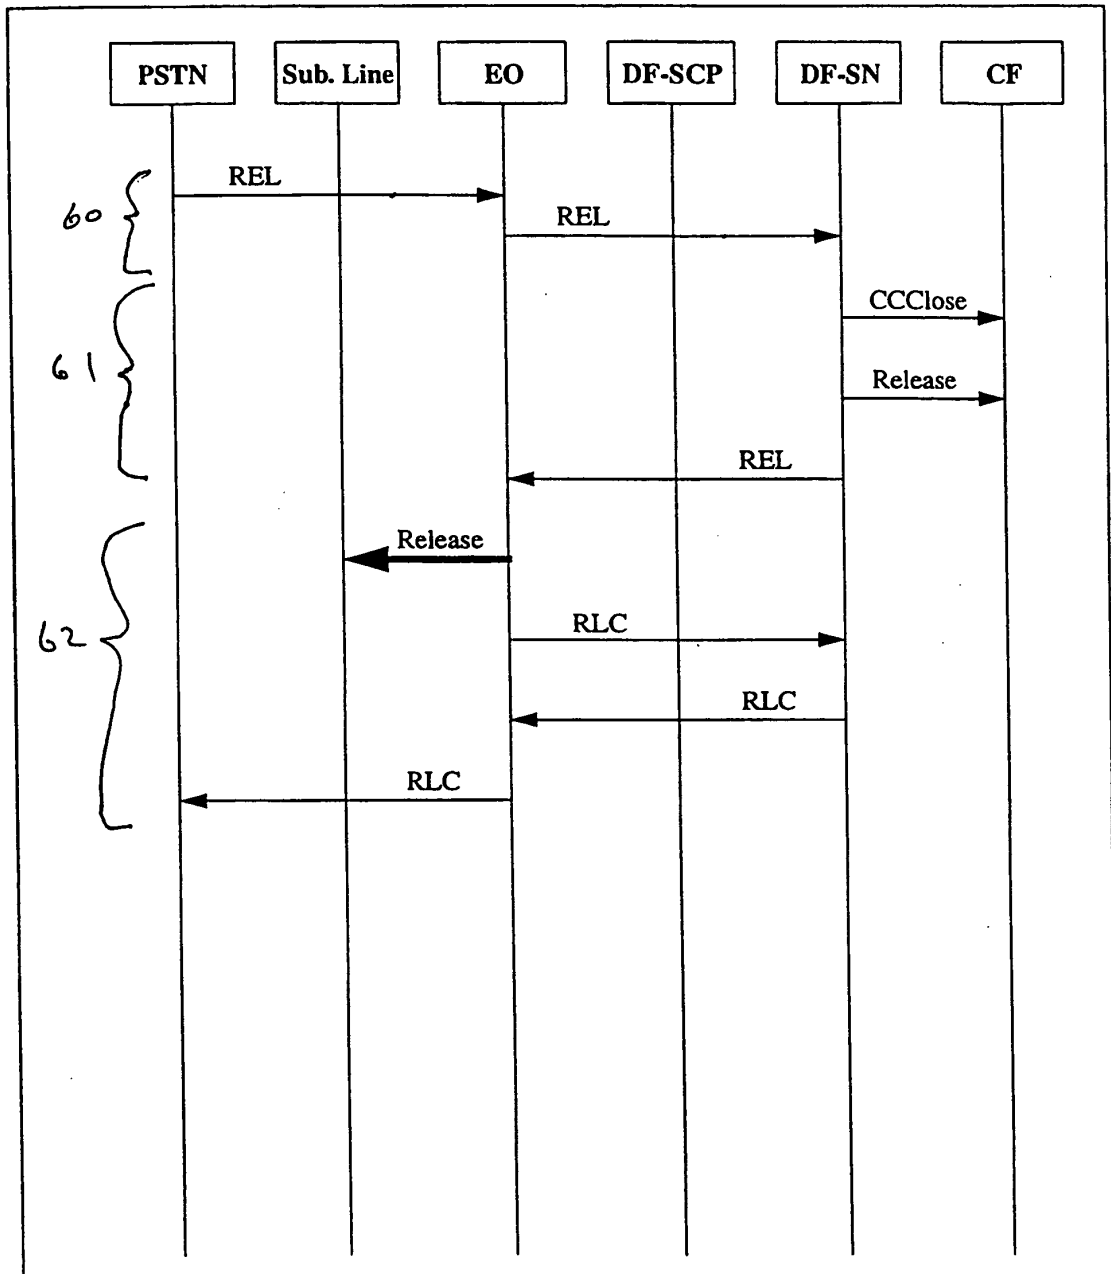 PSTN Sub. Line EO DF-SCP DF-SN CF
REL
60
REL
CCClose
61
Release
REL
Release
62
RLC
RLC
RLC